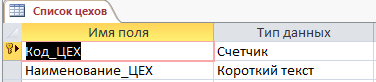 Список цехов
Имя поля Тип данных
Код_ЦЕХ Счетчик
Наименование_ЦЕХ Короткий текст